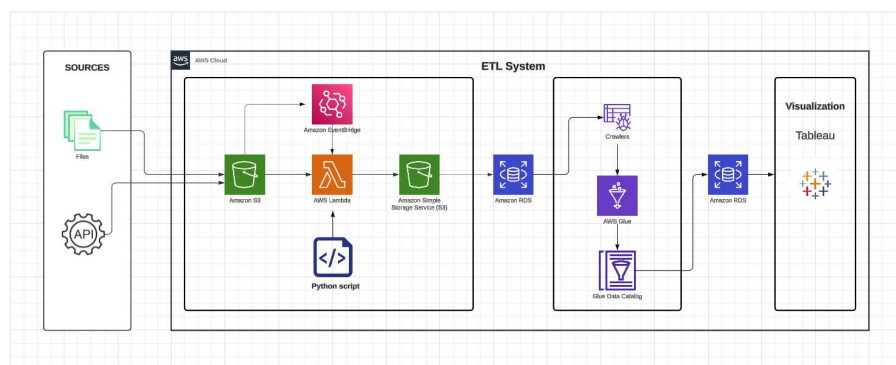 SOURCES
Files
API
aws
AWS Cloud
ETL System
Amazon EventBridge
Amazon S3
AWS Lambda
Amazon Simple
Storage Service (S3)
Python script
Amazon RDS
Crawlers
AWS Glue
Glue Data Catalog
Amazon RDS
Visualization
Tableau